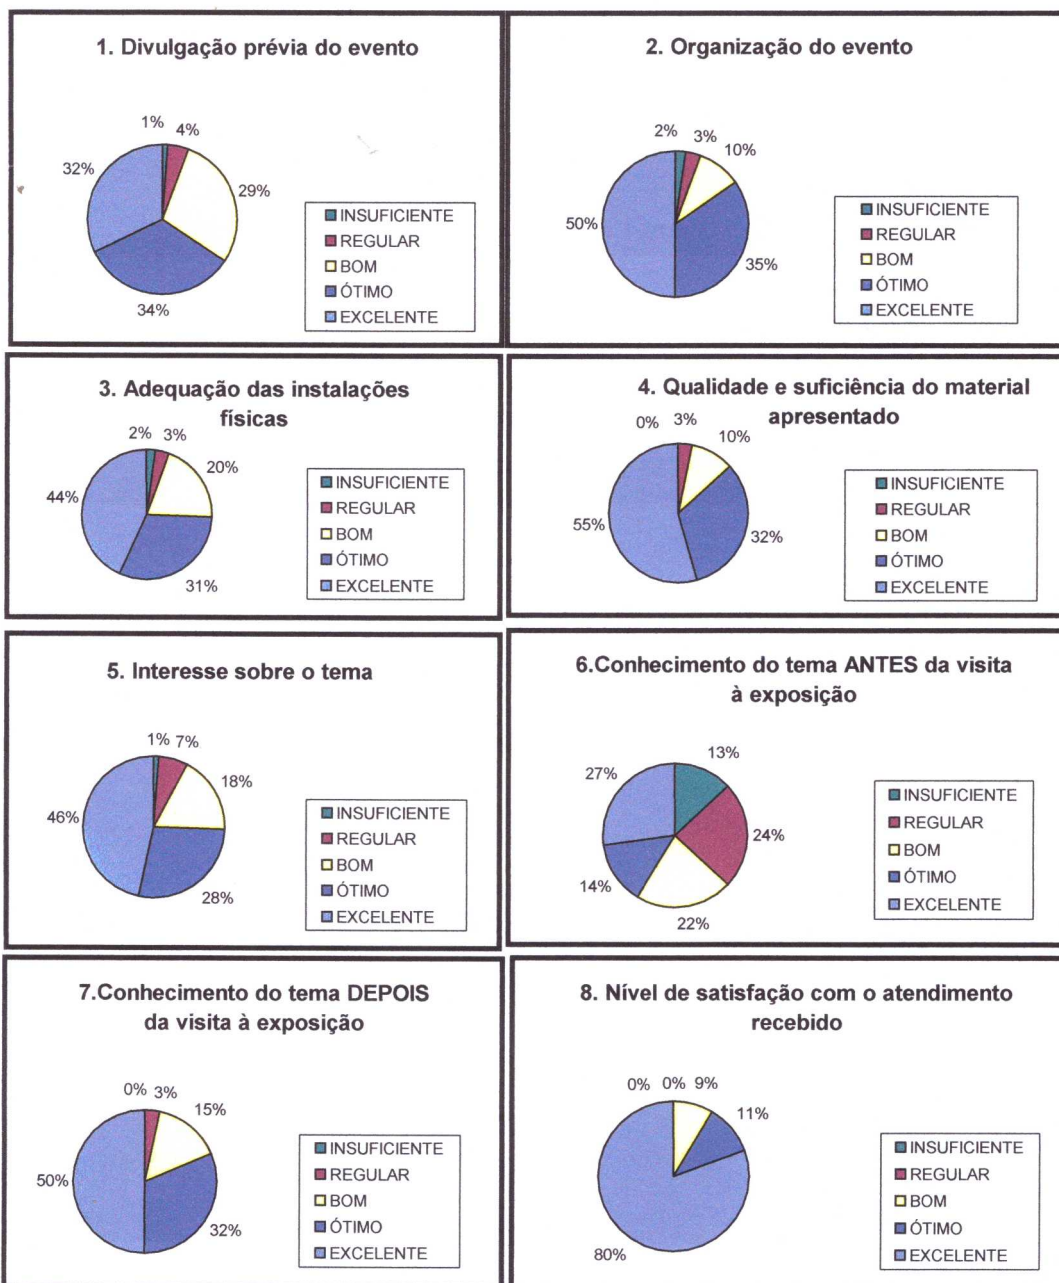 1. Divulgação prévia do evento
1%
4%
29%
34%
32%
INSUFICIENTE
REGULAR
BOM
ÓTIMO
EXCELENTE
2. Organização do evento
2%
3%
10%
35%
50%
INSUFICIENTE
REGULAR
BOM
ÓTIMO
EXCELENTE
3. Adequação das instalações
físicas
2%
3%
20%
31%
44%
INSUFICIENTE
REGULAR
BOM
ÓTIMO
EXCELENTE
4. Qualidade e suficiência do material
apresentado
0%
3%
10%
32%
55%
INSUFICIENTE
REGULAR
BOM
ÓTIMO
EXCELENTE
5. Interesse sobre o tema
1%
7%
18%
28%
46%
INSUFICIENTE
REGULAR
BOM
ÓTIMO
EXCELENTE
6.Conhecimento do tema ANTES da visita
à exposição
13%
24%
22%
14%
27%
INSUFICIENTE
REGULAR
BOM
ÓTIMO
EXCELENTE
7.Conhecimento do tema DEPOIS
da visita à exposição
0%
3%
15%
32%
50%
INSUFICIENTE
REGULAR
BOM
ÓTIMO
EXCELENTE
8. Nível de satisfação com o atendimento
recebido
0%
0%
9%
11%
80%
INSUFICIENTE
REGULAR
BOM
ÓTIMO
EXCELENTE